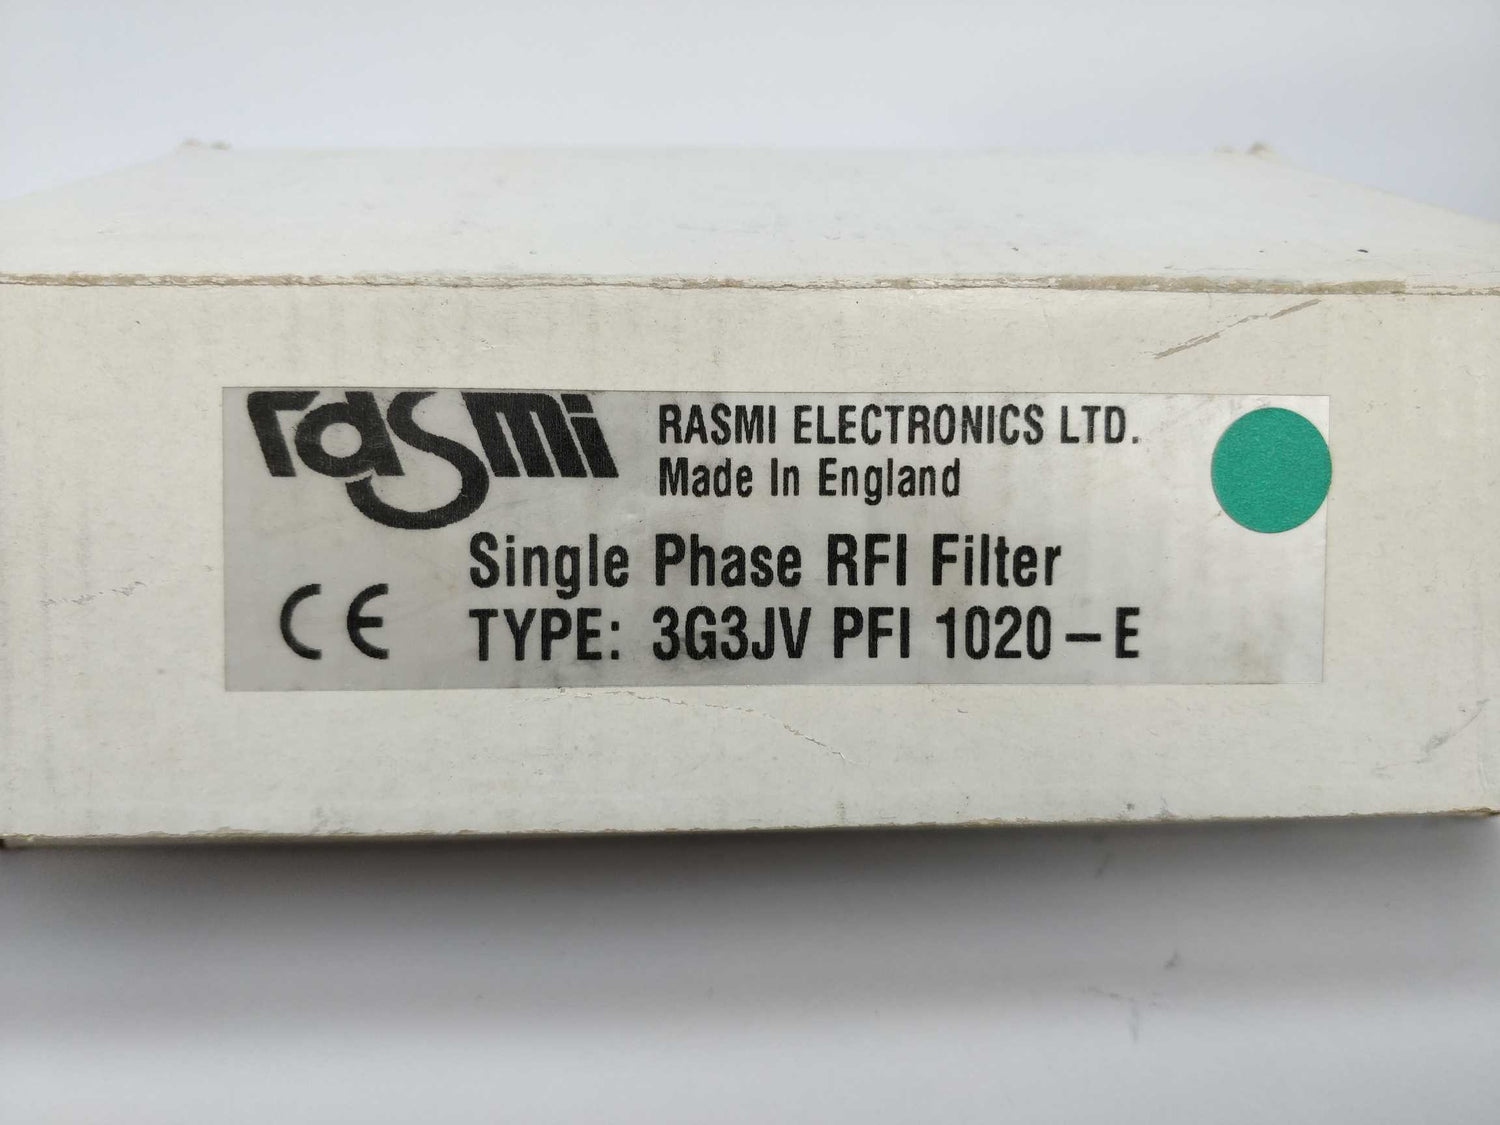 rasmi
RASMI ELECTRONICS LTD.
Made In England
Single Phase RFI Filter
CE
TYPE: 3G3JV PFI 1020-E